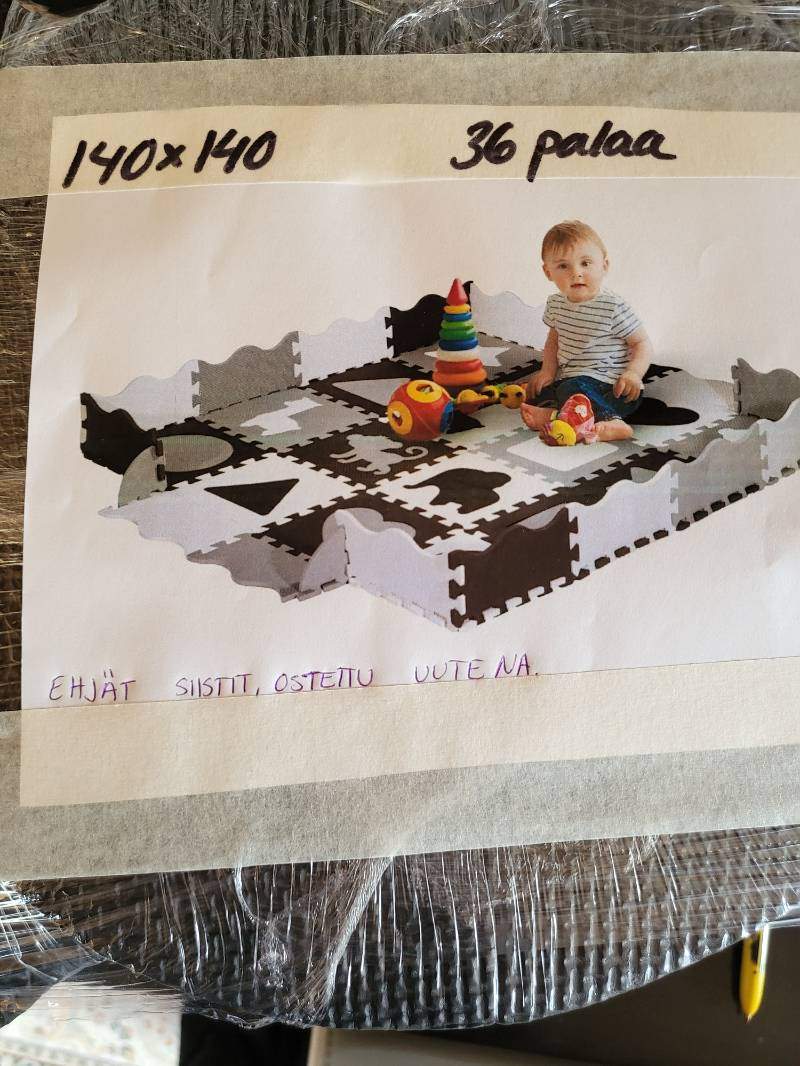 140x140 36 palaa
EHJÄT SIISTIT, OSTETTU UUTENA.